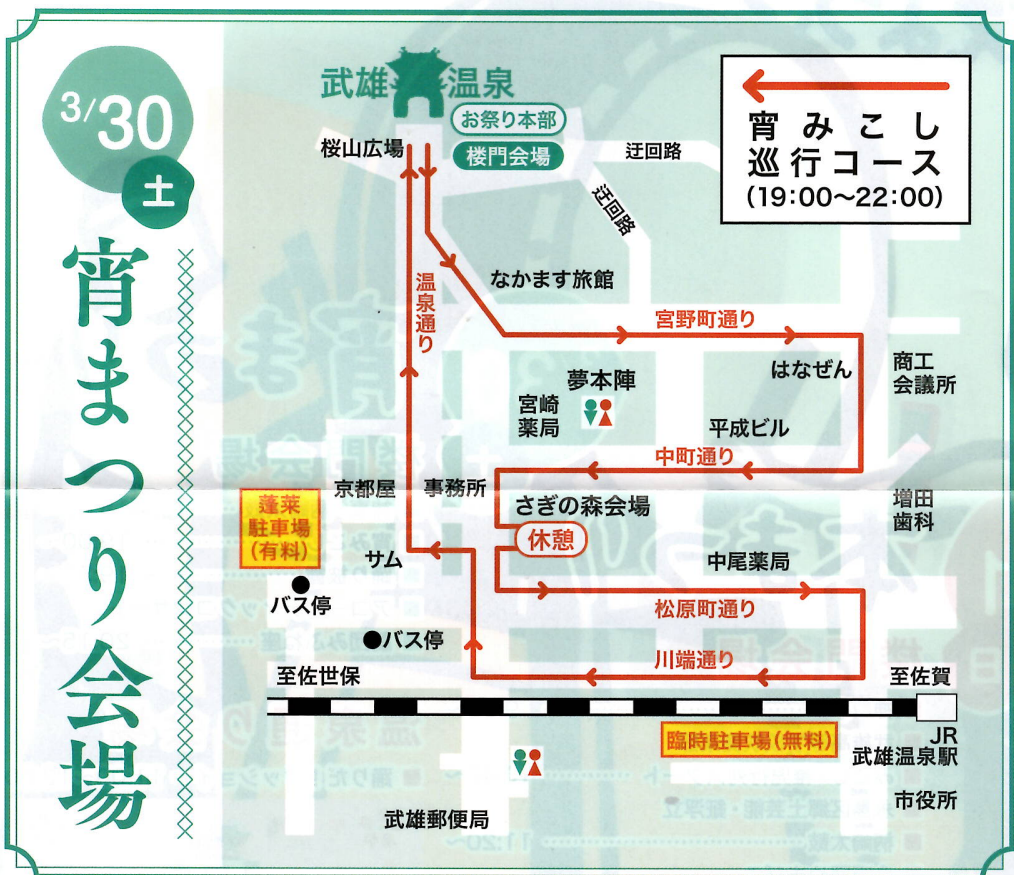 3/30
土
宵まつり会場
武雄温泉
お祭り本部
楼門会場
桜山広場
迂回路
迂回路
宵みこし
巡行コース
(19:00〜22:00)
なかます旅館
温泉通り
宮野町通り
はなぜん
商工
会議所
夢本陣
宮崎
薬局
平成ビル
中町通り
京都屋
事務所
さぎの森会場
休憩
増田
歯科
蓬莱
駐車場
(有料)
サム
中尾薬局
バス停
松原町通り
バス停
川端通り
至佐世保
至佐賀
臨時駐車場(無料)
JR
武雄温泉駅
市役所
武雄郵便局